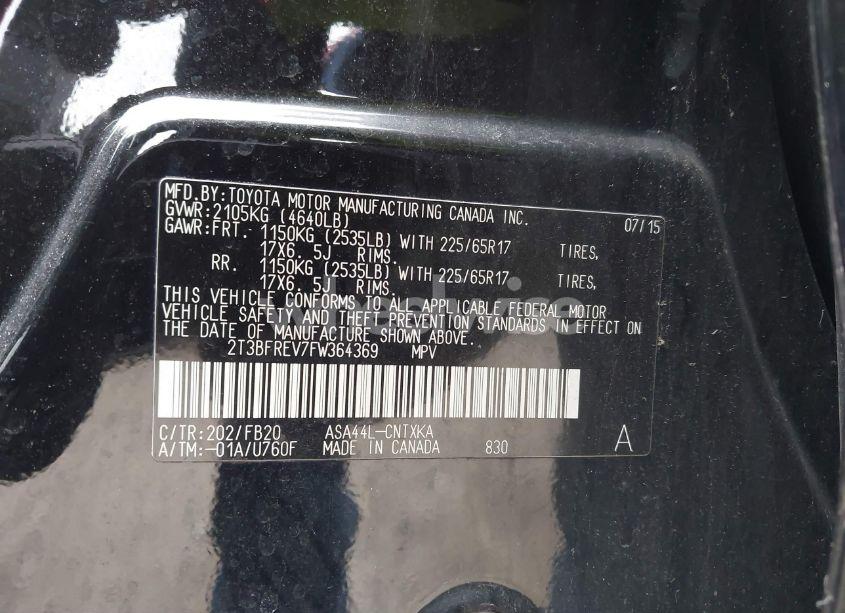 MFD.BY:TOYOTA MOTOR MANUFACTURING CANADA INC. 07/15
GVWR:2105KG (4640LB)
GAWR:FRT. 1150KG (2535LB) WITH 225/65R17 TIRES,
17X6. 5J RIMS.
RR. 1150KG (2535LB) WITH 225/65R17 TIRES,
17X6. 5J RIMS.
THIS VEHICLE CONFORMS TO ALL APPLICABLE FEDERAL MOTOR
VEHICLE SAFETY AND THEFT PREVENTION STANDARDS IN EFFECT ON
THE DATE OF MANUFACTURE SHOWN ABOVE.
2T3BFREV7FW364369 MPV
C/TR:202/FB20 ASA44L-CNTXKA
A/TM:-01A/U760F MADE IN CANADA 830 A